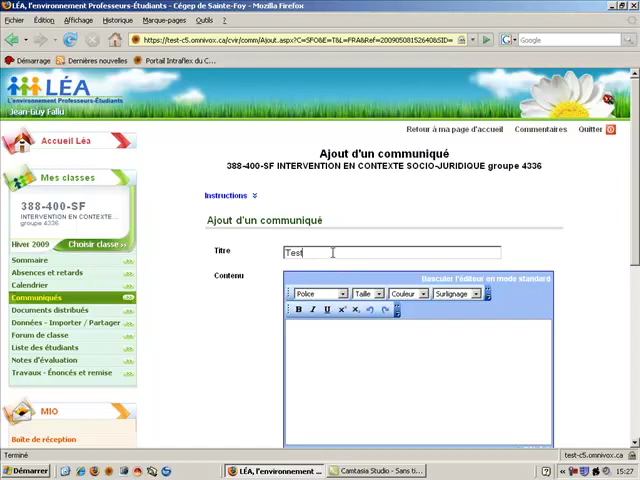 LÉA, l'environnement Professeurs-Étudiants - Cégep de Sainte-Foy - Mozilla Firefox
Fichier Édition Affichage Historique Marque-pages Outils ?
https://test-c5.omnivox.ca/cvir/comm/Ajout.aspx?C=SFO&E=T&L=FRA&Ref=20090508152640&SID=
Google
Démarrage Dernières nouvelles Portail Intraflex du C...
LÉA
L'environnement Professeurs-Étudiants
Jean-Guy Fallu
Retour à ma page d'accueil Commentaires Quitter
Accueil Léa
Mes classes
388-400-SF
INTERVENTION EN CONTEXTE...
groupe 4336
Hiver 2009 Choisir classe >>
Sommaire
Absences et retards
Calendrier
Communiqués
Documents distribués
Données - Importer / Partager
Forum de classe
Liste des étudiants
Notes d'évaluation
Travaux - Énoncés et remise
MIO
Boîte de réception
Ajout d'un communiqué
388-400-SF INTERVENTION EN CONTEXTE SOCIO-JURIDIQUE groupe 4336
Instructions
Ajout d'un communiqué
Titre Test
Contenu
Basculer l'éditeur en mode standard
Police Taille Couleur Surlignage
B I U x² x₂
Terminé test-c5.omnivox.ca
Démarrer LÉA, l'environnement ... Camtasia Studio - Sans ti... 15:27